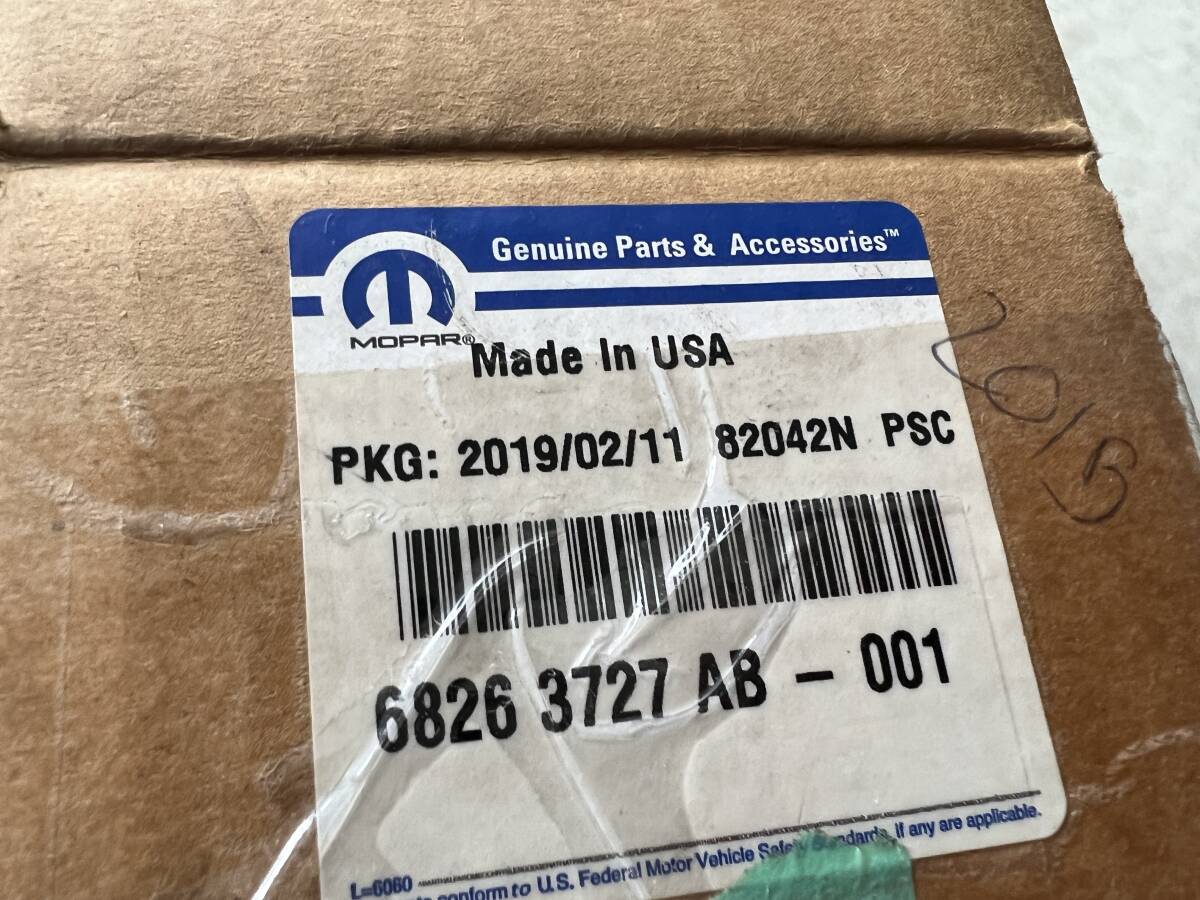 Genuine Parts & Accessories™
MOPAR®
Made In USA
PKG: 2019/02/11 82042N PSC
6826 3727 AB - 001
L=6060
conform to U.S. Federal Motor Vehicle Safety Standards, if any are applicable.